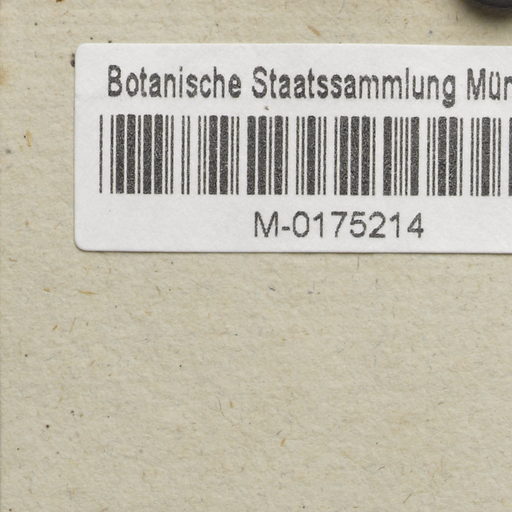 Botanische Staatssammlung Mün
M-0175214